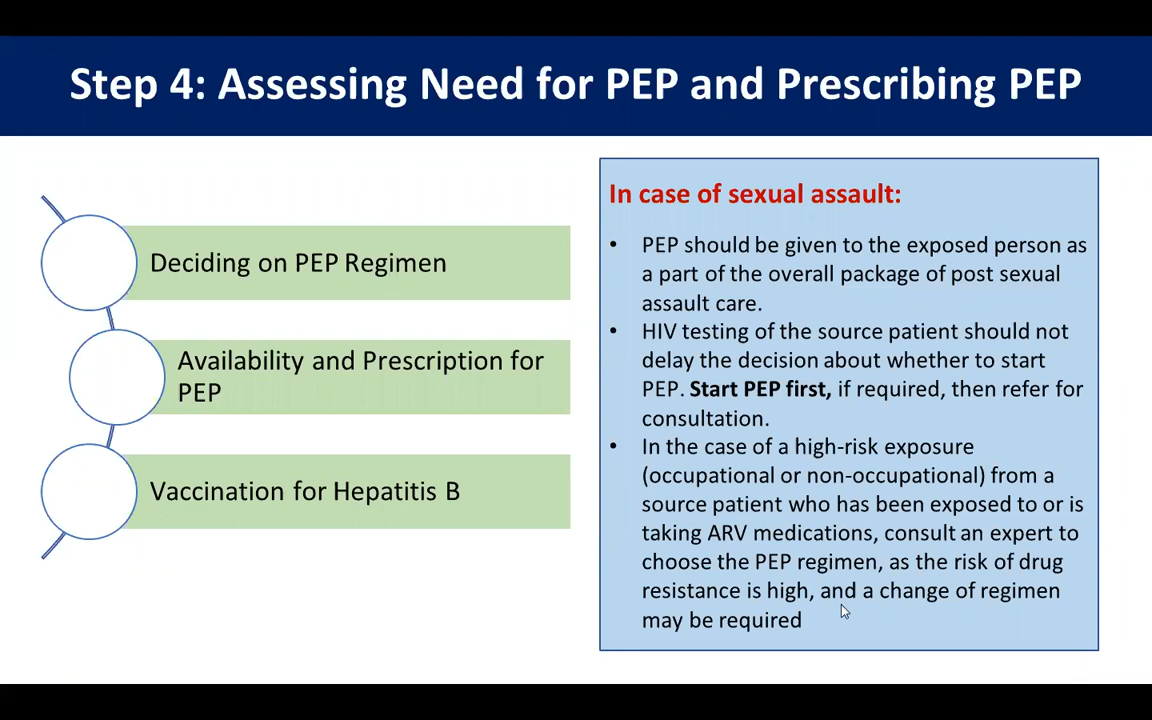 Step 4: Assessing Need for PEP and Prescribing PEP
Deciding on PEP Regimen
Availability and Prescription for
PEP
Vaccination for Hepatitis B
In case of sexual assault:
• PEP should be given to the exposed person as
a part of the overall package of post sexual
assault care.
• HIV testing of the source patient should not
delay the decision about whether to start
PEP. Start PEP first, if required, then refer for
consultation.
• In the case of a high-risk exposure
(occupational or non-occupational) from a
source patient who has been exposed to or is
taking ARV medications, consult an expert to
choose the PEP regimen, as the risk of drug
resistance is high, and a change of regimen
may be required